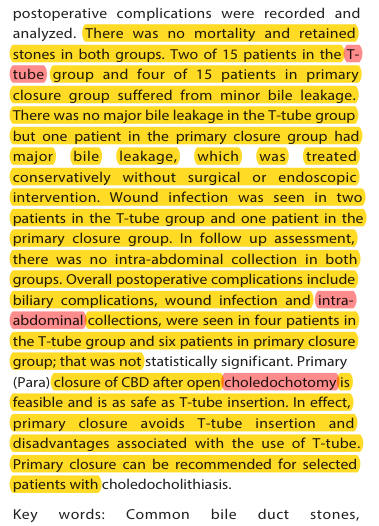 postoperative complications were recorded and
analyzed. There was no mortality and retained
stones in both groups. Two of 15 patients in the T-
tube group and four of 15 patients in primary
closure group suffered from minor bile leakage.
There was no major bile leakage in the T-tube group
but one patient in the primary closure group had
major bile leakage, which was treated
conservatively without surgical or endoscopic
intervention. Wound infection was seen in two
patients in the T-tube group and one patient in the
primary closure group. In follow up assessment,
there was no intra-abdominal collection in both
groups. Overall postoperative complications include
biliary complications, wound infection and intra-
abdominal collections, were seen in four patients in
the T-tube group and six patients in primary closure
group; that was not statistically significant. Primary
(Para) closure of CBD after open choledochotomy is
feasible and is as safe as T-tube insertion. In effect,
primary closure avoids T-tube insertion and
disadvantages associated with the use of T-tube.
Primary closure can be recommended for selected
patients with choledocholithiasis.
Key words: Common bile duct stones,